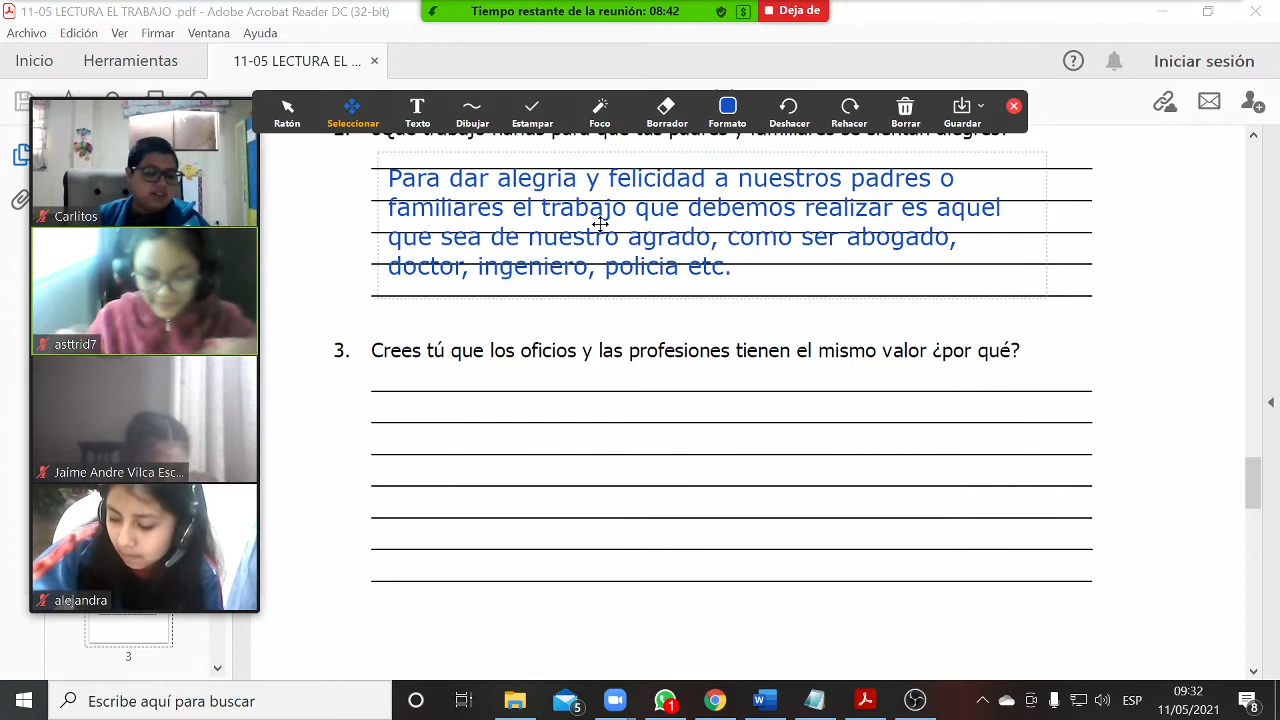 11-05 LECTURA EL TRABAJO .pdf - Adobe Acrobat Reader DC (32-bit)
Tiempo restante de la reunión: 08:42
$
Deja de
Archivo Edición Ver Firmar Ventana Ayuda
Inicio Herramientas 11-05 LECTURA EL ... × Iniciar sesión
Ratón Seleccionar Texto Dibujar Estampar Foco Borrador Formato Deshacer Rehacer Borrar Guardar
Para dar alegria y felicidad a nuestros padres o
familiares el trabajo que debemos realizar es aquel
que sea de nuestro agrado, como ser abogado,
doctor, ingeniero, policia etc.
3. Crees tú que los oficios y las profesiones tienen el mismo valor ¿por qué?
Carlitos
asttrid7
Jaime Andre Vilca Esc...
alejandra
3
Escribe aquí para buscar
5
1
ESP
09:32
11/05/2021
8